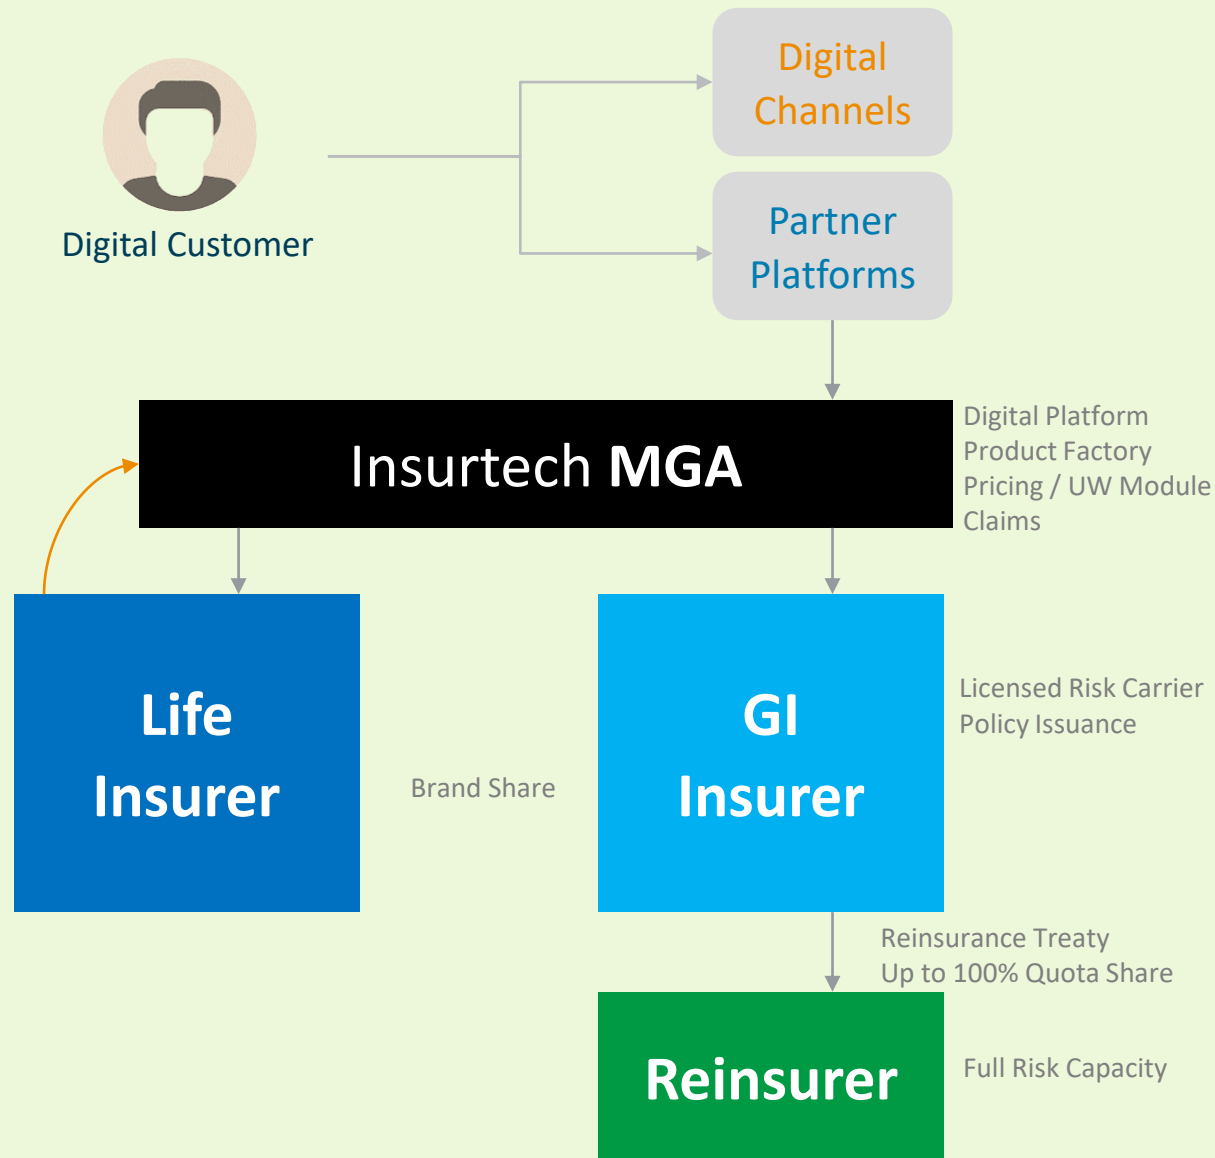 Digital
Channels
Digital Customer
Partner
Platforms
Insurtech MGA
Digital Platform
Product Factory
Pricing / UW Module
Claims
Life
Insurer
Brand Share
GI
Insurer
Licensed Risk Carrier
Policy Issuance
Reinsurance Treaty
Up to 100% Quota Share
Reinsurer
Full Risk Capacity